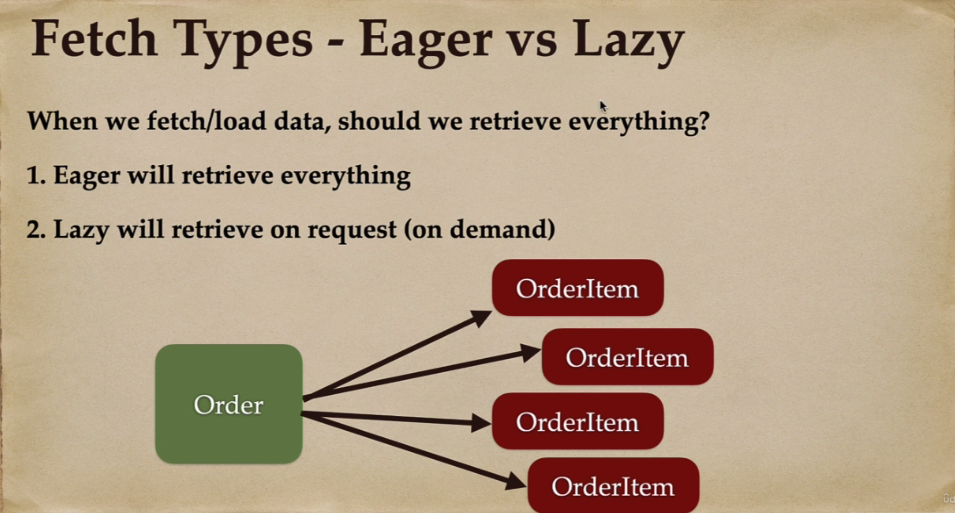 Fetch Types - Eager vs Lazy
When we fetch/load data, should we retrieve everything?
1. Eager will retrieve everything
2. Lazy will retrieve on request (on demand)
OrderItem
OrderItem
Order
OrderItem
OrderItem